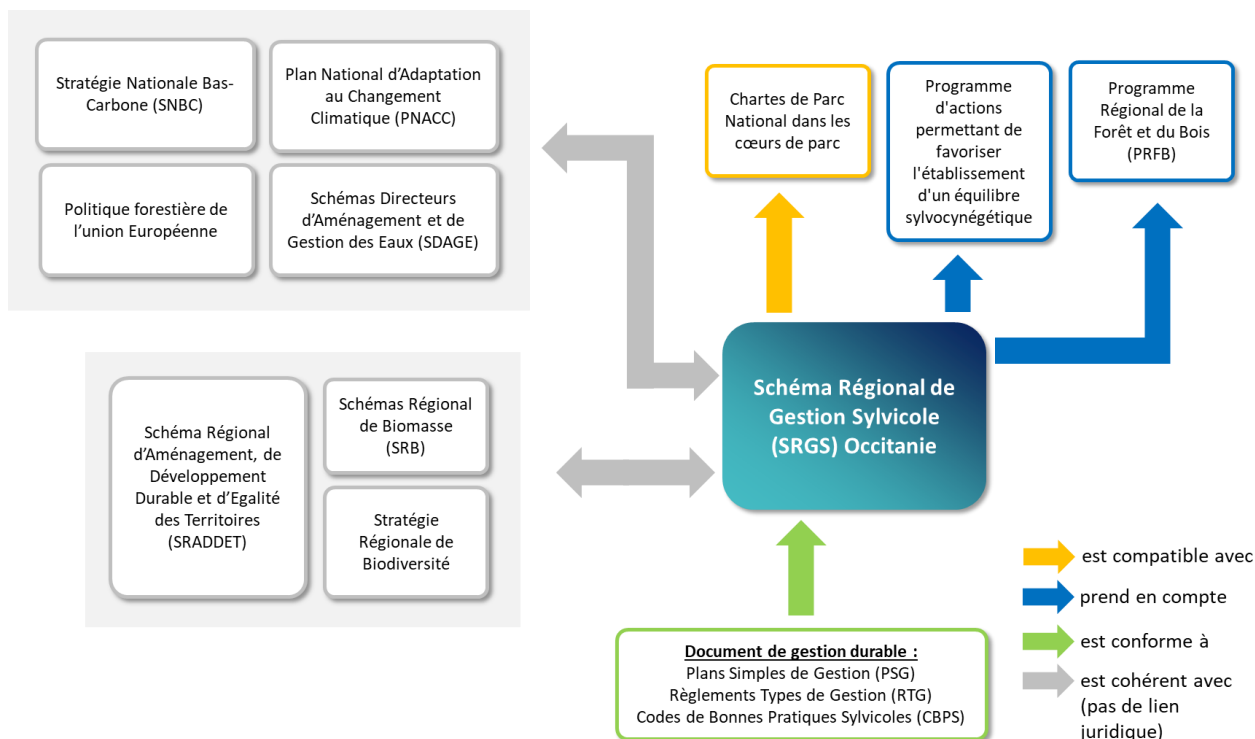 Stratégie Nationale Bas-
Carbone (SNBC)
Plan National d’Adaptation
au Changement
Climatique (PNACC)
Politique forestière de
l’union Européenne
Schémas Directeurs
d’Aménagement et de
Gestion des Eaux (SDAGE)
Chartes de Parc
National dans les
cœurs de parc
Programme
d'actions
permettant de
favoriser
l'établissement
d'un équilibre
sylvocynégétique
Programme
Régional de la
Forêt et du Bois
(PRFB)
Schéma Régional
d’Aménagement, de
Développement
Durable et d’Egalité
des Territoires
(SRADDET)
Schémas Régional
de Biomasse
(SRB)
Stratégie
Régionale de
Biodiversité
Schéma Régional de
Gestion Sylvicole
(SRGS) Occitanie
Document de gestion durable :
Plans Simples de Gestion (PSG)
Règlements Types de Gestion (RTG)
Codes de Bonnes Pratiques Sylvicoles (CBPS)
est compatible avec
prend en compte
est conforme à
est cohérent avec
(pas de lien
juridique)